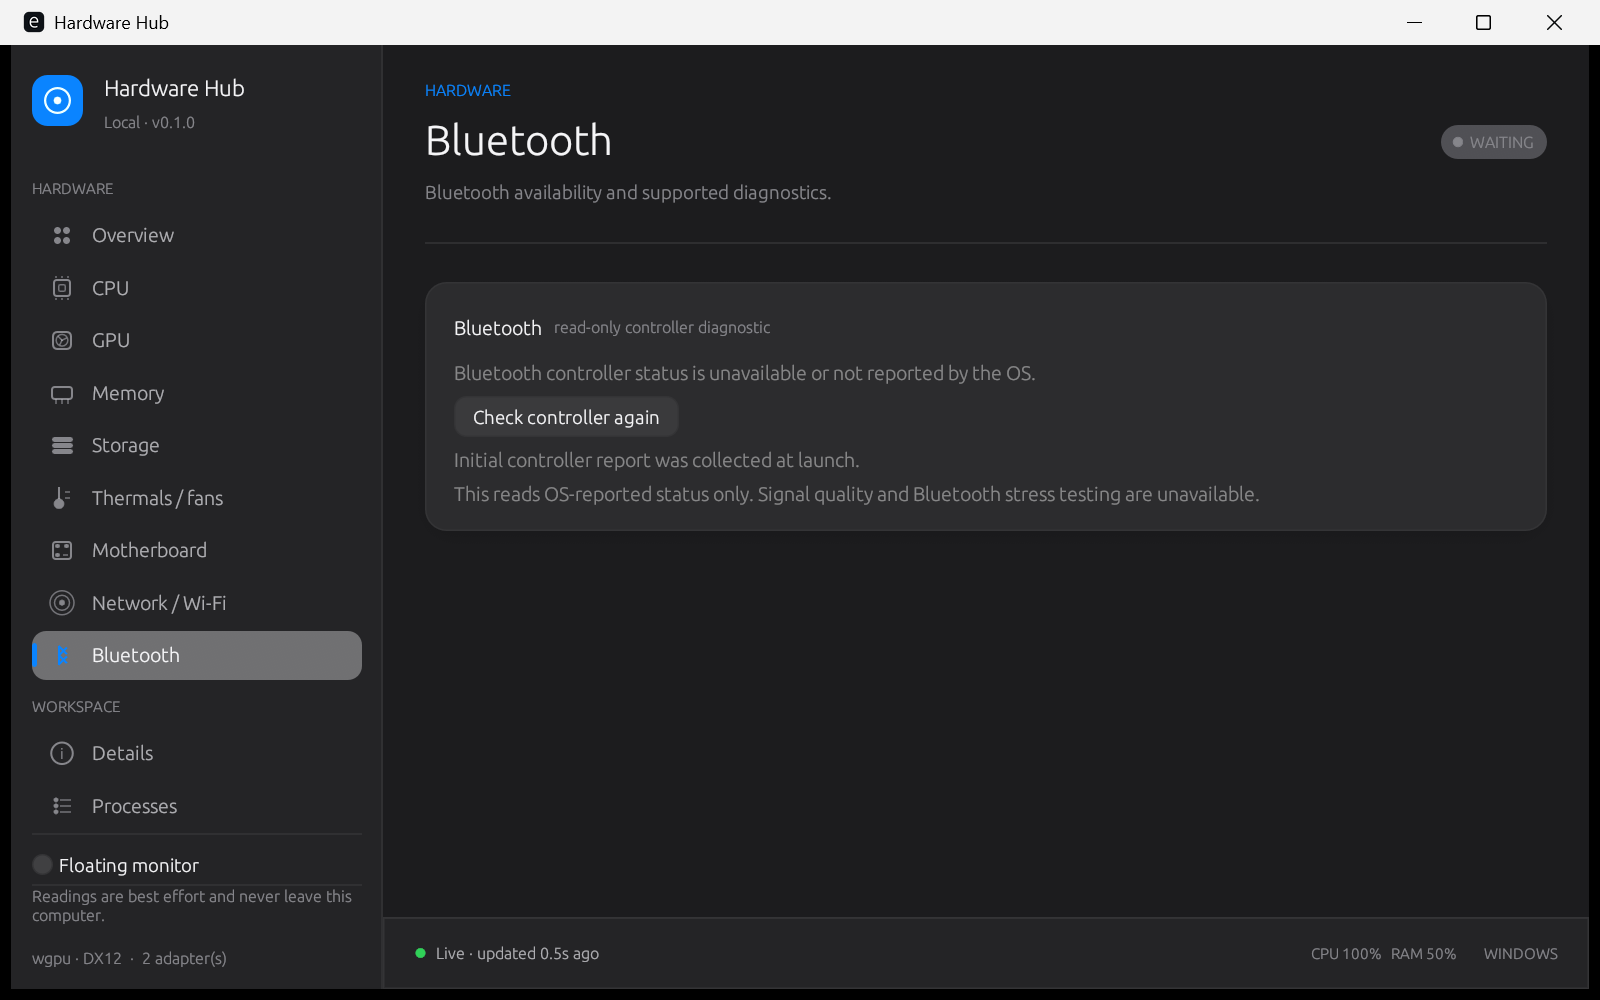 Hardware Hub
Hardware Hub
Local · v0.1.0
HARDWARE
Overview
CPU
GPU
Memory
Storage
Thermals / fans
Motherboard
Network / Wi-Fi
Bluetooth
WORKSPACE
Details
Processes
Floating monitor
Readings are best effort and never leave this
computer.
wgpu · DX12 · 2 adapter(s)
HARDWARE
Bluetooth
WAITING
Bluetooth availability and supported diagnostics.
Bluetooth read-only controller diagnostic
Bluetooth controller status is unavailable or not reported by the OS.
Check controller again
Initial controller report was collected at launch.
This reads OS-reported status only. Signal quality and Bluetooth stress testing are unavailable.
Live · updated 0.5s ago
CPU 100% RAM 50% WINDOWS